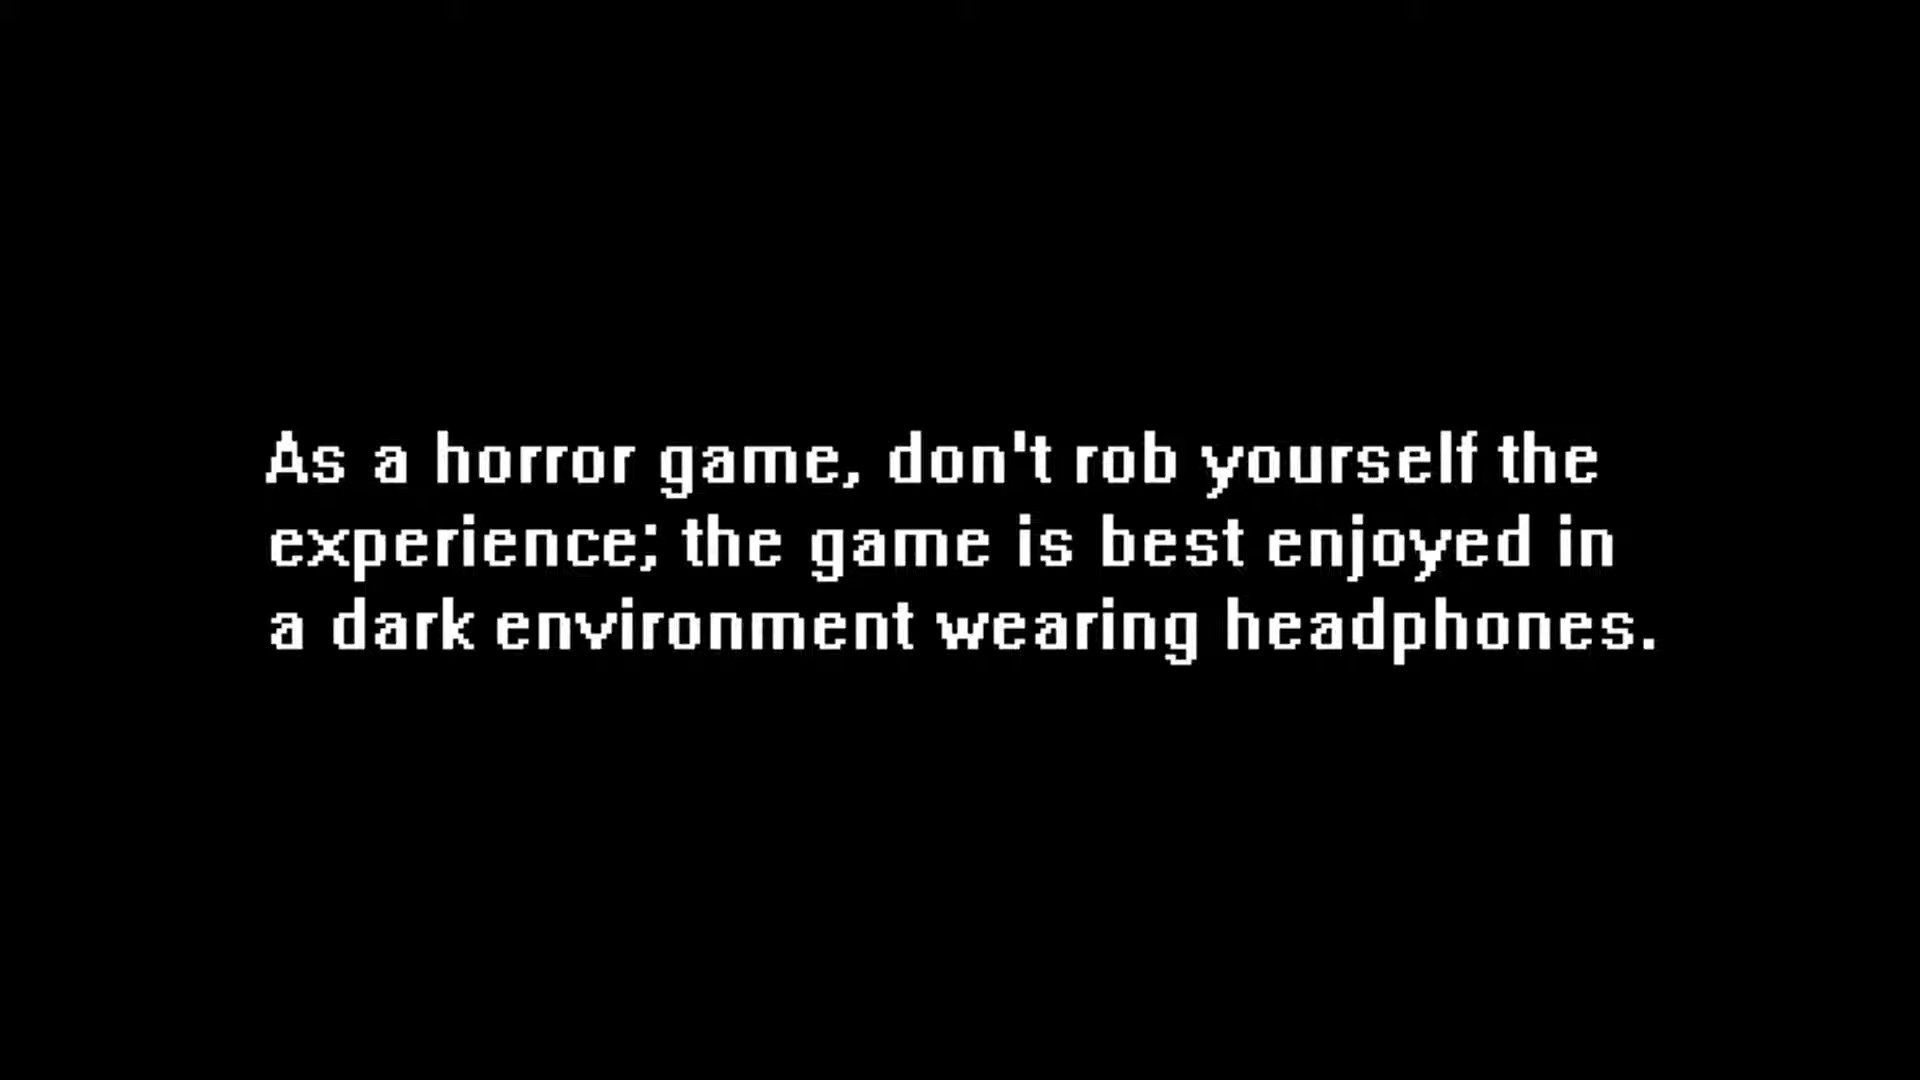 As a horror game, don't rob yourself the
experience; the game is best enjoyed in
a dark environment wearing headphones.